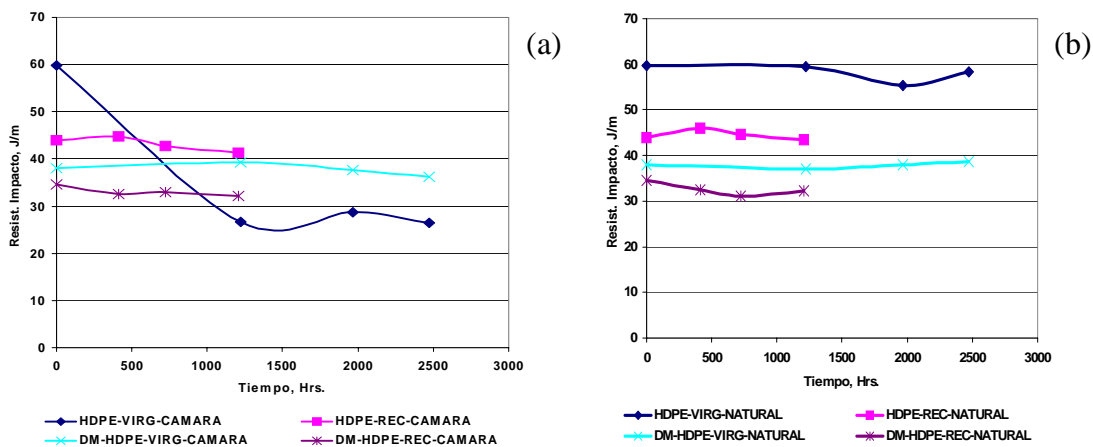 (a)
70
60
50
40
30
20
10
0
Resist. Impacto, J/m
0 500 1000 1500 2000 2500 3000
Tiempo, Hrs.
HDPE-VIRG-CAMARA HDPE-REC-CAMARA
DM-HDPE-VIRG-CAMARA DM-HDPE-REC-CAMARA
(b)
70
60
50
40
30
20
10
0
Resist. Impacto, J/m
0 500 1000 1500 2000 2500 3000
Tiempo, Hrs.
HDPE-VIRG-NATURAL HDPE-REC-NATURAL
DM-HDPE-VIRG-NATURAL DM-HDPE-REC-NATURAL